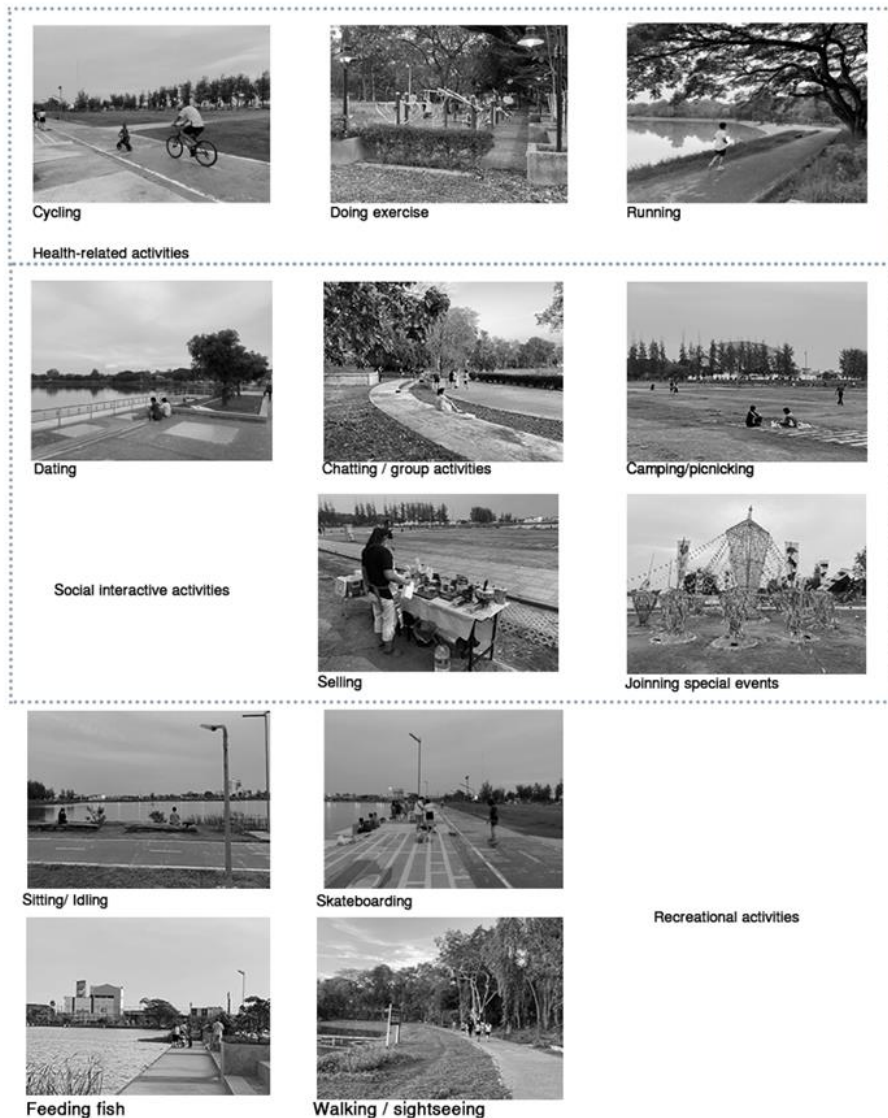 Cycling
Doing exercise
Running
Health-related activities
Dating
Chatting / group activities
Camping/picnicking
Social interactive activities
Selling
Joinning special events
Sitting/ Idling
Skateboarding
Recreational activities
Feeding fish
Walking / sightseeing